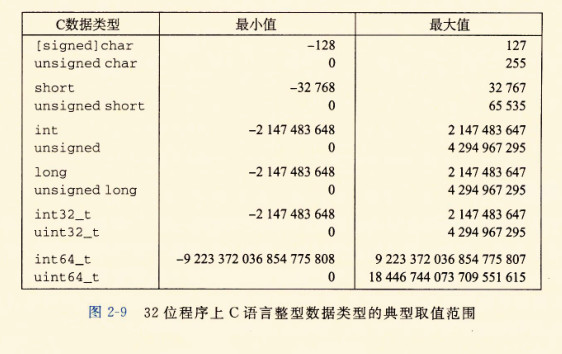 C数据类型 最小值 最大值
[signed]char -128 127
unsigned char 0 255
short -32 768 32 767
unsigned short 0 65 535
int -2 147 483 648 2 147 483 647
unsigned 0 4 294 967 295
long -2 147 483 648 2 147 483 647
unsigned long 0 4 294 967 295
int32_t -2 147 483 648 2 147 483 647
uint32_t 0 4 294 967 295
int64_t -9 223 372 036 854 775 808 9 223 372 036 854 775 807
uint64_t 0 18 446 744 073 709 551 615
图 2-9 32 位程序上 C 语言整型数据类型的典型取值范围